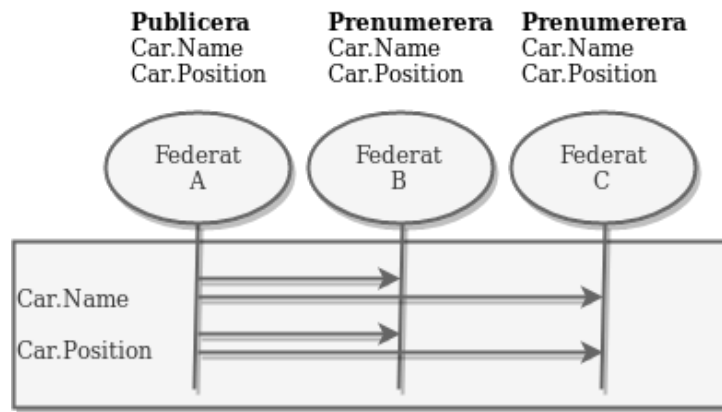 Publicera
Car.Name
Car.Position
Prenumerera
Car.Name
Car.Position
Prenumerera
Car.Name
Car.Position
Federat
A
Federat
B
Federat
C
Car.Name
Car.Position